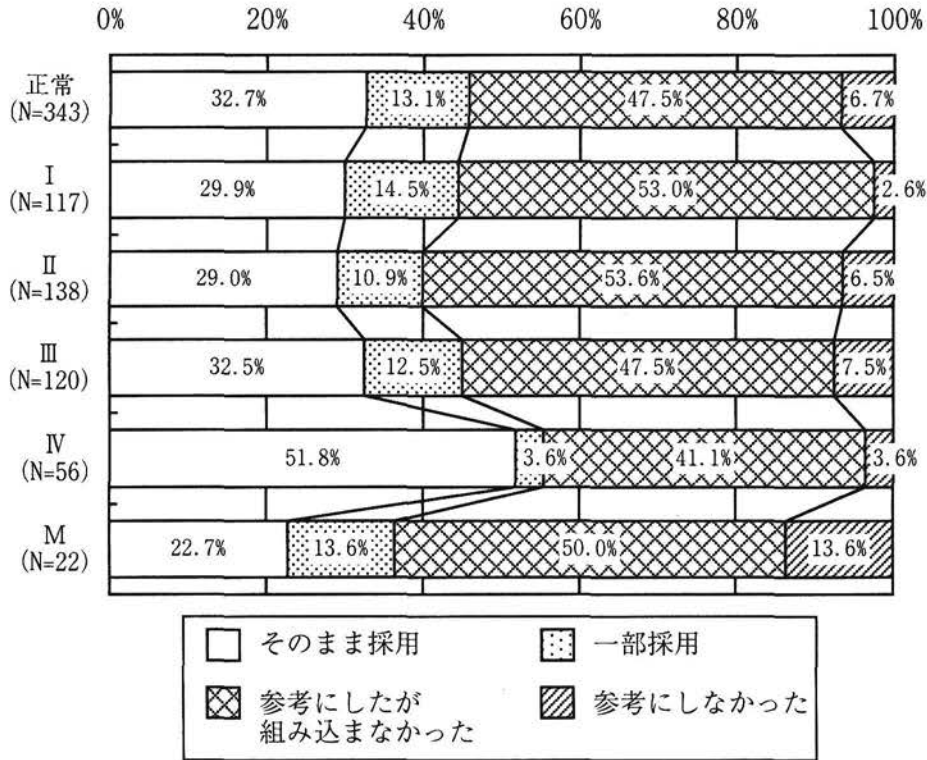 0% 20% 40% 60% 80% 100%
正常
(N=343)
32.7% 13.1% 47.5% 6.7%
Ⅰ
(N=117)
29.9% 14.5% 53.0% 2.6%
Ⅱ
(N=138)
29.0% 10.9% 53.6% 6.5%
Ⅲ
(N=120)
32.5% 12.5% 47.5% 7.5%
Ⅳ
(N=56)
51.8% 3.6% 41.1% 3.6%
M
(N=22)
22.7% 13.6% 50.0% 13.6%
そのまま採用 一部採用
参考にしたが
組み込まなかった
参考にしなかった